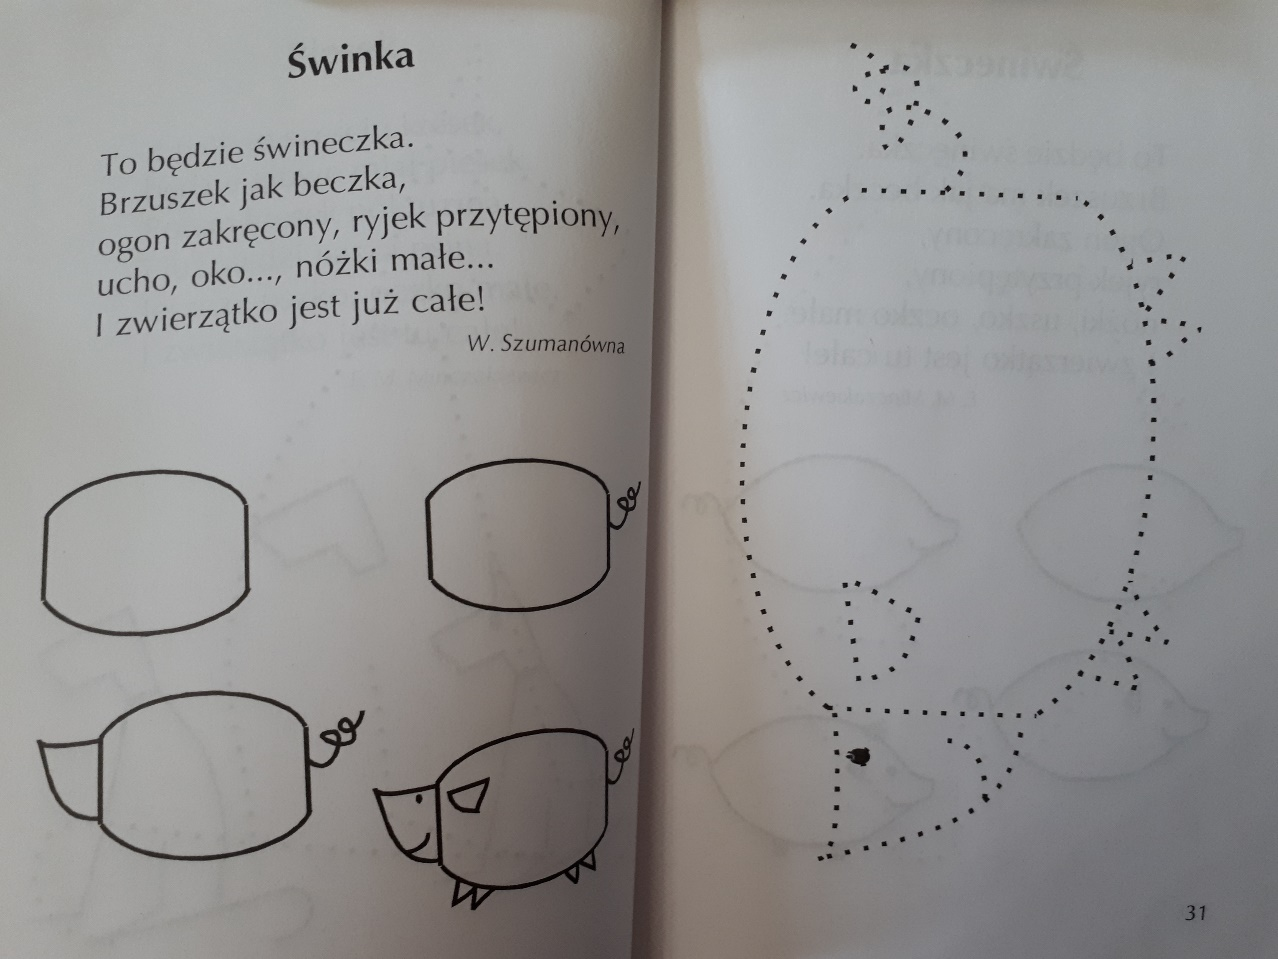 Świnka
To będzie świneczka.
Brzuszek jak beczka,
ogon zakręcony, ryjek przytępiony,
ucho, oko..., nóżki małe...
I zwierzątko jest już całe!
W. Szumanówna
31